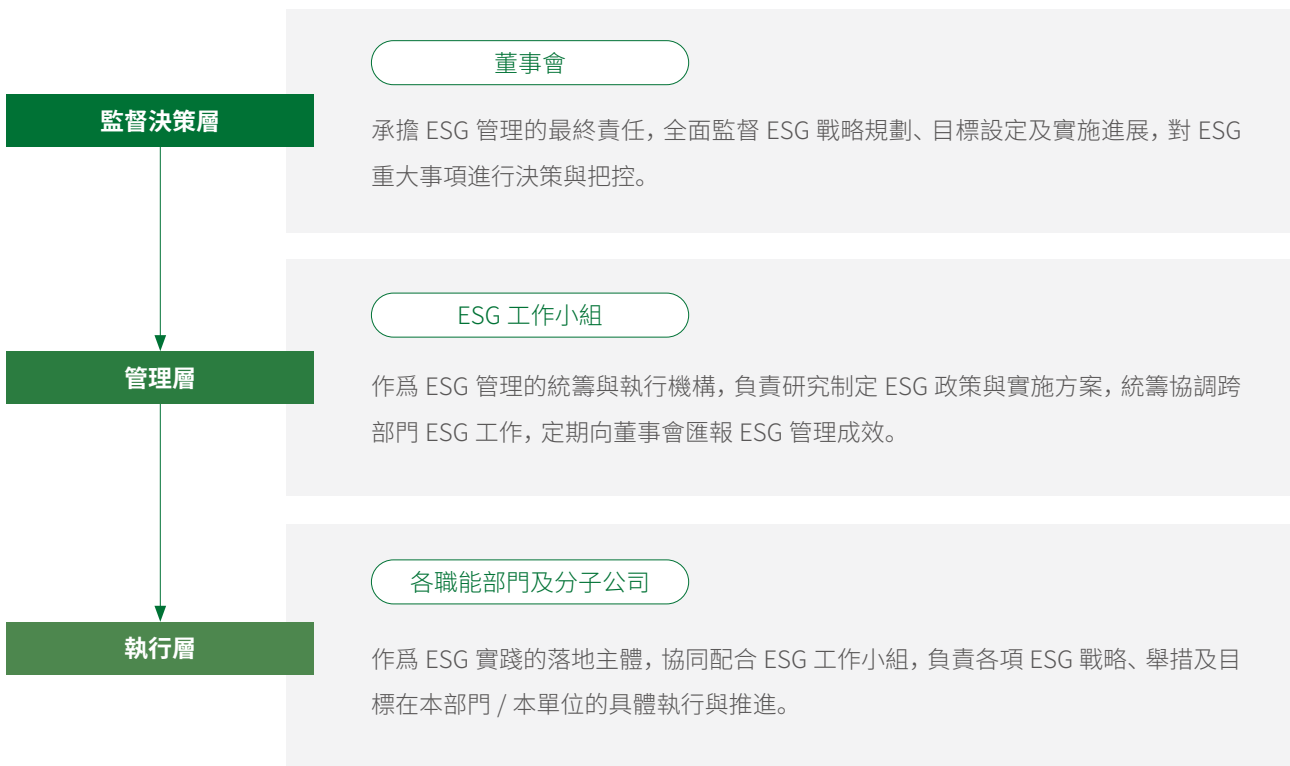 董事會
監督決策層
承擔 ESG 管理的最終責任，全面監督 ESG 戰略規劃、目標設定及實施進展，對 ESG
重大事項進行決策與把控。
ESG 工作小組
管理層
作爲 ESG 管理的統籌與執行機構，負責研究制定 ESG 政策與實施方案，統籌協調跨
部門 ESG 工作，定期向董事會匯報 ESG 管理成效。
各職能部門及分子公司
執行層
作爲 ESG 實踐的落地主體，協同配合 ESG 工作小組，負責各項 ESG 戰略、舉措及目
標在本部門 / 本單位的具體執行與推進。